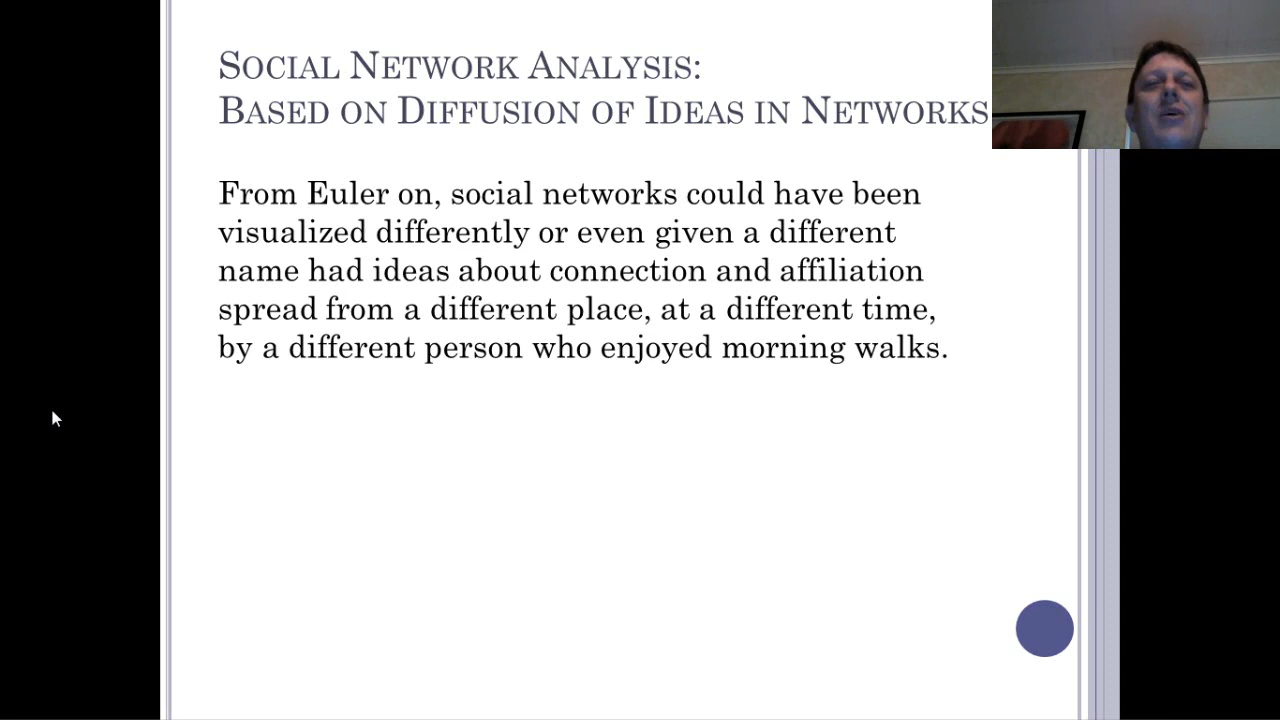 SOCIAL NETWORK ANALYSIS:
BASED ON DIFFUSION OF IDEAS IN NETWORKS
From Euler on, social networks could have been
visualized differently or even given a different
name had ideas about connection and affiliation
spread from a different place, at a different time,
by a different person who enjoyed morning walks.